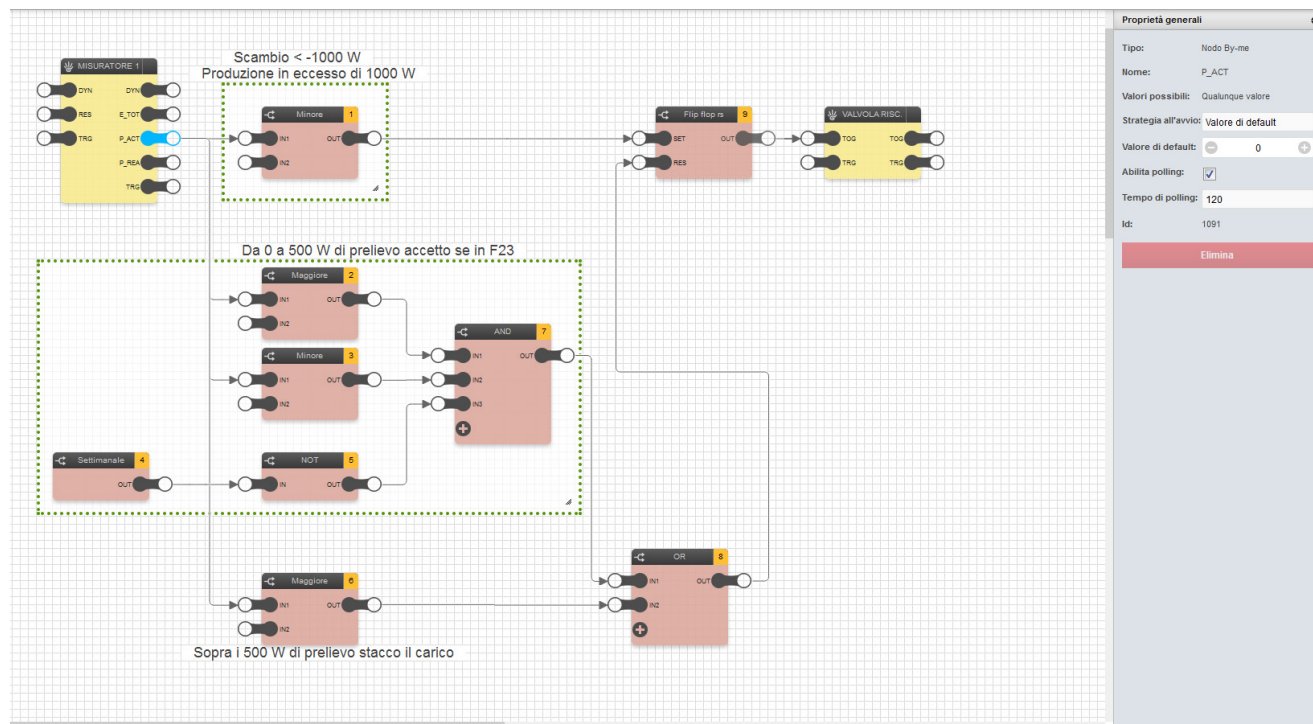 Scambo < -1000 W
Produzione in eccesso di 1000 W
MISURATORE 1
DYN DYN
RES E_TOT
TRG P_ACT
P_REA
TRG
Minore 1
IN1 OUT
IN2
Flip flop rs 9
SET OUT
RES
VALVOLA RISC.
TOG TOG
TRG TRG
Da 0 a 500 W di prelievo accetto se in F23
Maggiore 2
IN1 OUT
IN2
Minore 3
IN1 OUT
IN2
AND 7
IN1 OUT
IN2
IN3
Settimanale 4
OUT
NOT 5
IN OUT
Maggiore 6
IN1 OUT
IN2
Sopra i 500 W di prelievo stacco il carico
OR 8
IN1 OUT
IN2
Proprietà generali
Tipo: Nodo By-me
Nome: P_ACT
Valori possibili: Qualunque valore
Strategia all'avvio: Valore di default
Valore di default: 0
Abilita polling:
Tempo di polling: 120
Id: 1091
Elimina